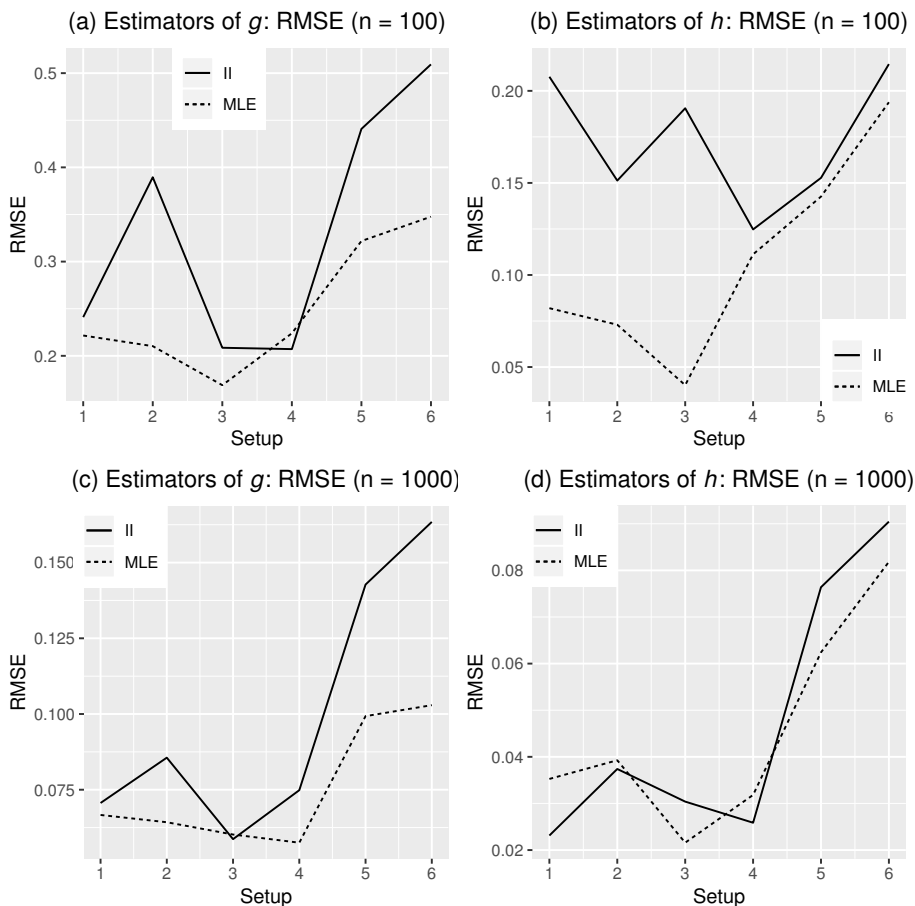 (a) Estimators of g: RMSE (n = 100)
RMSE
0.5
0.4
0.3
0.2
II
MLE
1 2 3 4 5 6
Setup
(b) Estimators of h: RMSE (n = 100)
RMSE
0.20
0.15
0.10
0.05
II
MLE
1 2 3 4 5 6
Setup
(c) Estimators of g: RMSE (n = 1000)
RMSE
0.150
0.125
0.100
0.075
II
MLE
1 2 3 4 5 6
Setup
(d) Estimators of h: RMSE (n = 1000)
RMSE
0.08
0.06
0.04
0.02
II
MLE
1 2 3 4 5 6
Setup